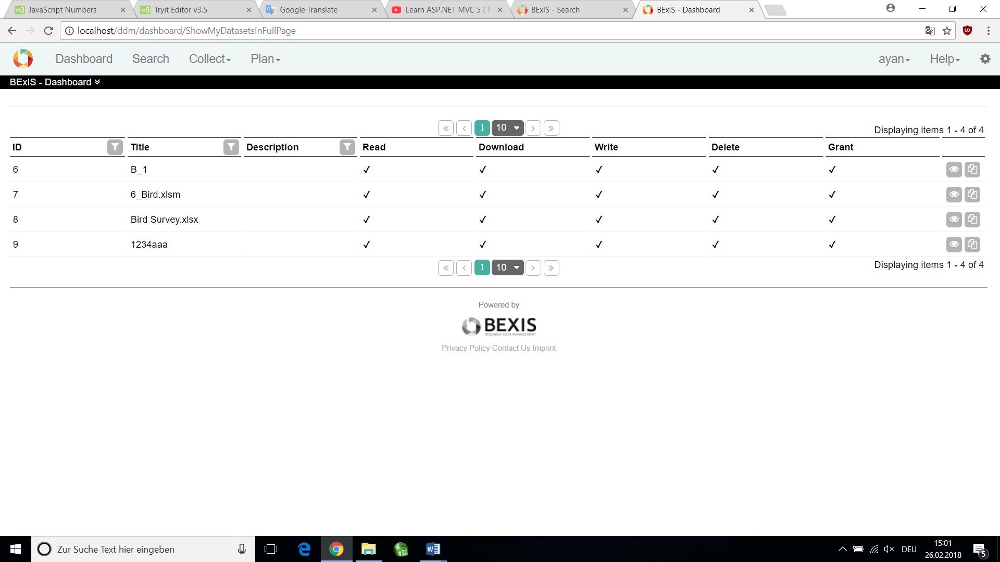 JavaScript Numbers
Tryit Editor v3.5
Google Translate
Learn ASP.NET MVC 5 (
BExIS - Search
BExIS - Dashboard
localhost/ddm/dashboard/ShowMyDatasetsInFullPage
Dashboard Search Collect Plan ayan Help
BExIS - Dashboard
1 10 Displaying items 1 - 4 of 4
ID Title Description Read Download Write Delete Grant
6 B_1 ✓ ✓ ✓ ✓ ✓
7 6_Bird.xlsm ✓ ✓ ✓ ✓ ✓
8 Bird Survey.xlsx ✓ ✓ ✓ ✓ ✓
9 1234aaa ✓ ✓ ✓ ✓ ✓
1 10 Displaying items 1 - 4 of 4
Powered by
BEXIS
RESEARCH DATA MANAGEMENT
Privacy Policy Contact Us Imprint
Zur Suche Text hier eingeben
DEU
15:01
26.02.2018
5